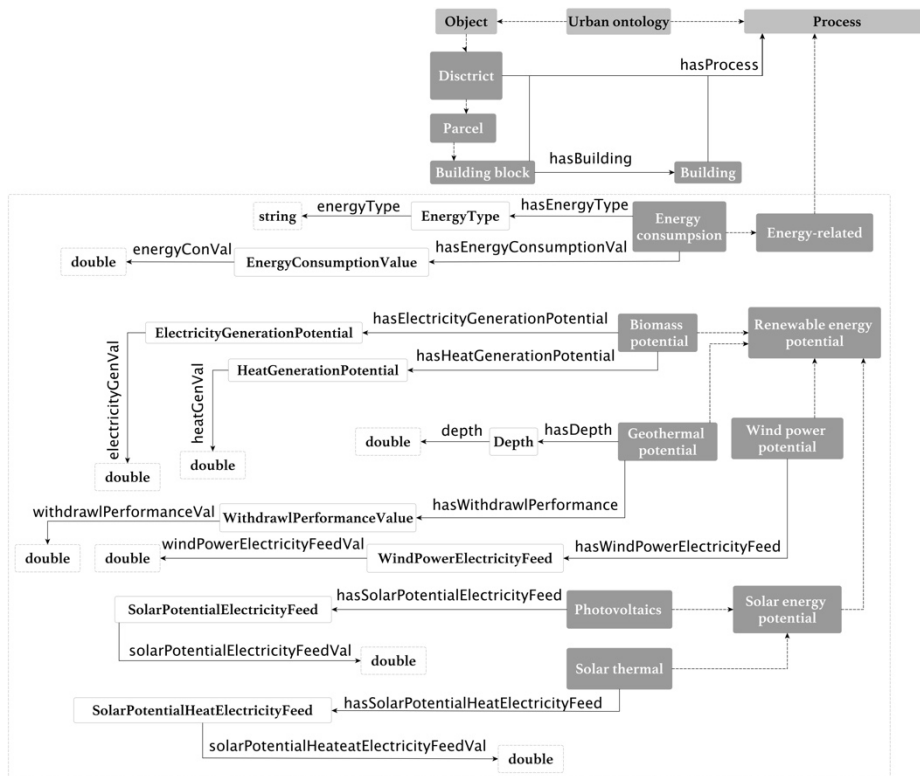 Object
Urban ontology
Process
hasProcess
Disctrict
Parcel
hasBuilding
Building block
Building
string
energyType
EnergyType
hasEnergyType
Energy
consumpsion
Energy-related
double
energyConVal
EnergyConsumptionValue
hasEnergyConsumptionVal
ElectricityGenerationPotential
hasElectricityGenerationPotential
Biomass
potential
Renewable energy
potential
electricityGenVal
heatGenVal
HeatGenerationPotential
hasHeatGenerationPotential
double
depth
Depth
hasDepth
Geothermal
potential
Wind power
potential
double
double
withdrawlPerformanceVal
WithdrawlPerformanceValue
hasWithdrawlPerformance
double
double
windPowerElectricityFeedVal
WindPowerElectricityFeed
hasWindPowerElectricityFeed
SolarPotentialElectricityFeed
hasSolarPotentialElectricityFeed
Photovoltaics
Solar energy
potential
solarPotentialElectricityFeedVal
double
Solar thermal
SolarPotentialHeatElectricityFeed
hasSolarPotentialHeatElectricityFeed
solarPotentialHeateatElectricityFeedVal
double